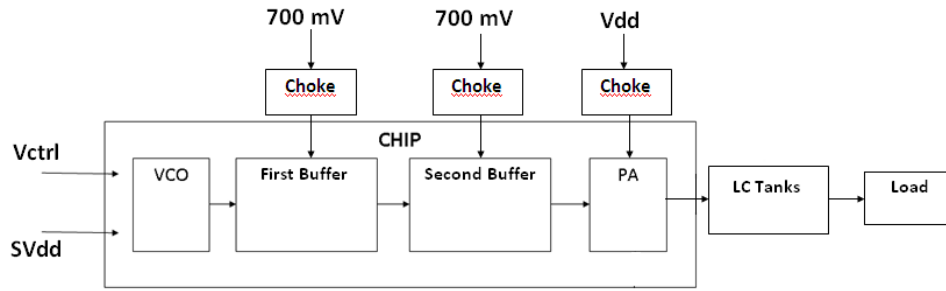 700 mV
700 mV
Vdd
Choke
Choke
Choke
CHIP
Vctrl
SVdd
VCO
First Buffer
Second Buffer
PA
LC Tanks
Load